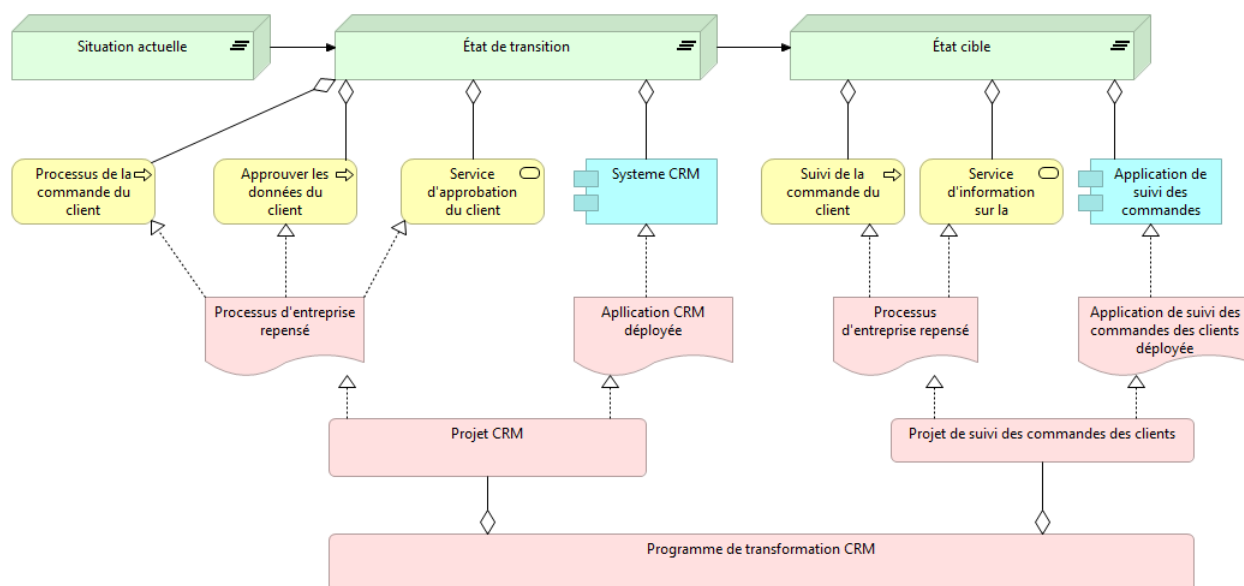 Situation actuelle
État de transition
État cible
Processus de la
commande du
client
Approuver les
données du
client
Service
d'approbation
du client
Systeme CRM
Suivi de la
commande du
client
Service
d'information
sur la
Application de
suivi des
commandes
Processus d'entreprise
repensé
Apllication CRM
déployée
Processus
d'entreprise repensé
Application de suivi des
commandes des clients
déployée
Projet CRM
Projet de suivi des commandes des clients
Programme de transformation CRM